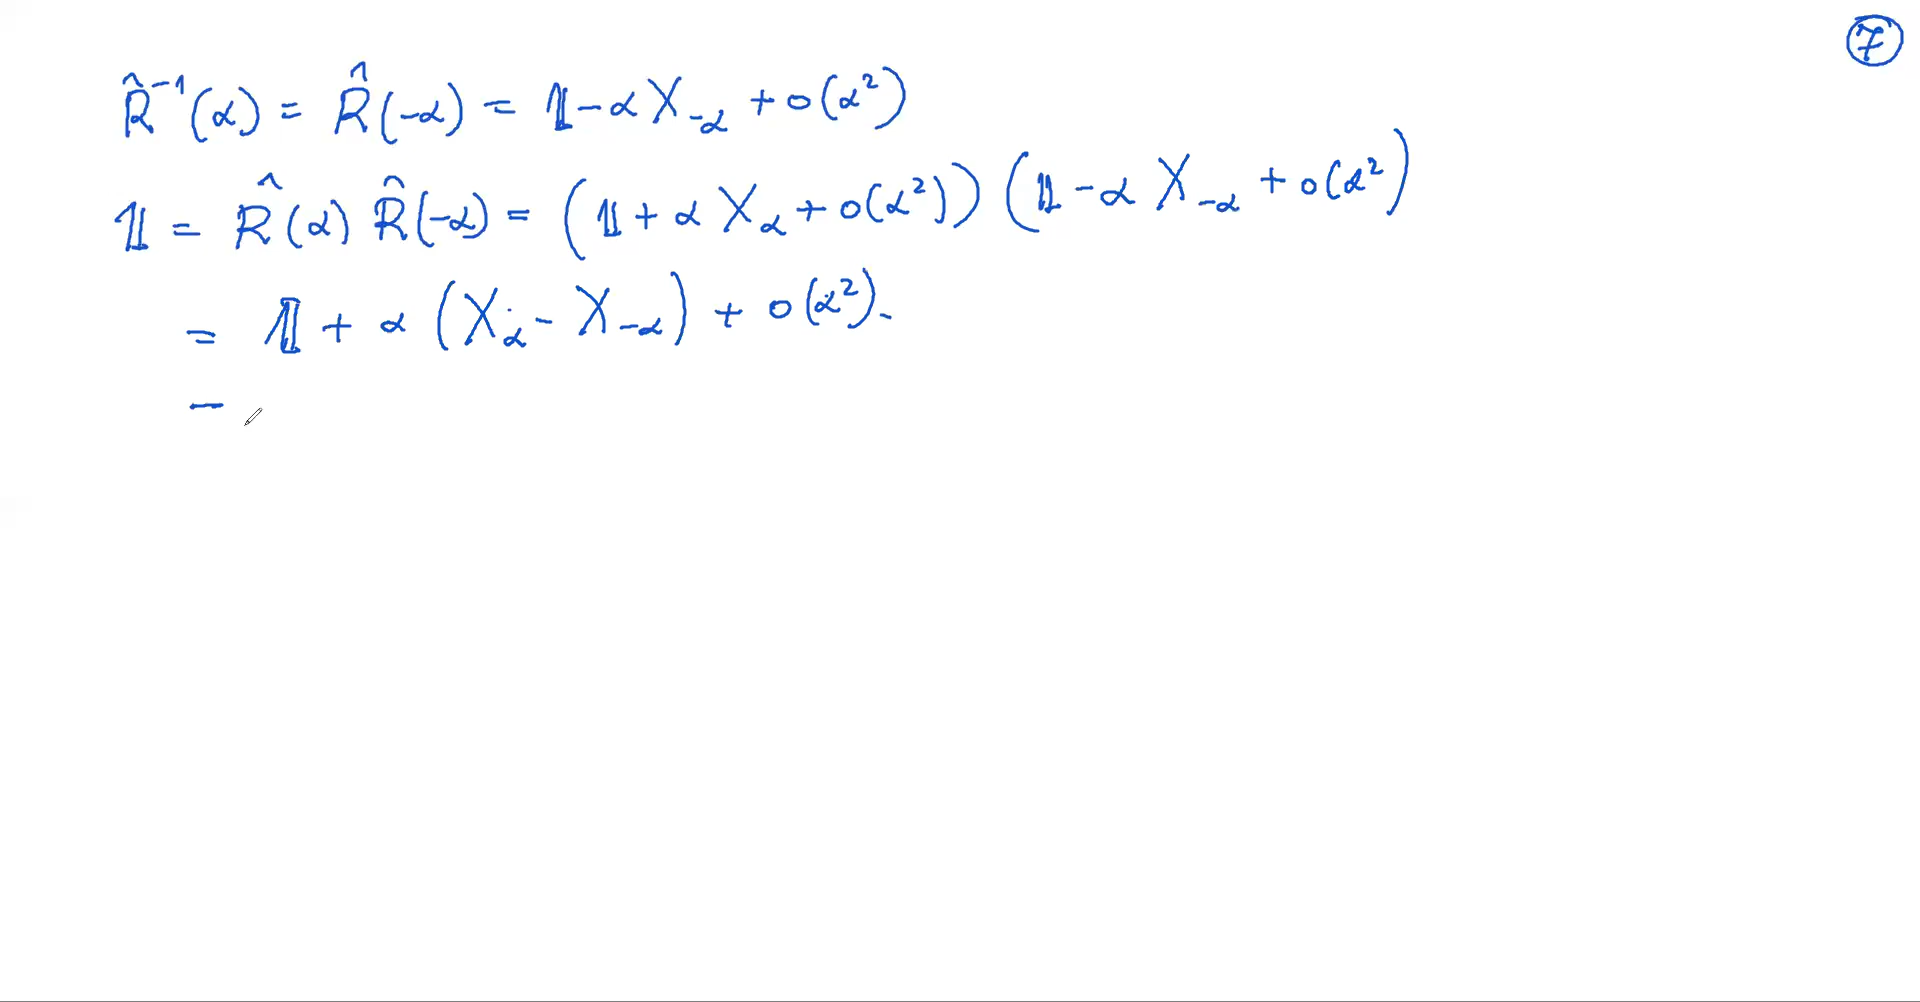 ⑦
R̂⁻¹(α) = R̂(-α) = 𝟙 - α X₋α + o(α²)
𝟙 = R̂(α) R̂(-α) = (𝟙 + α Xα + o(α²)) (𝟙 - α X₋α + o(α²)
= 𝟙 + α (Xα - X₋α) + o(α²).
-